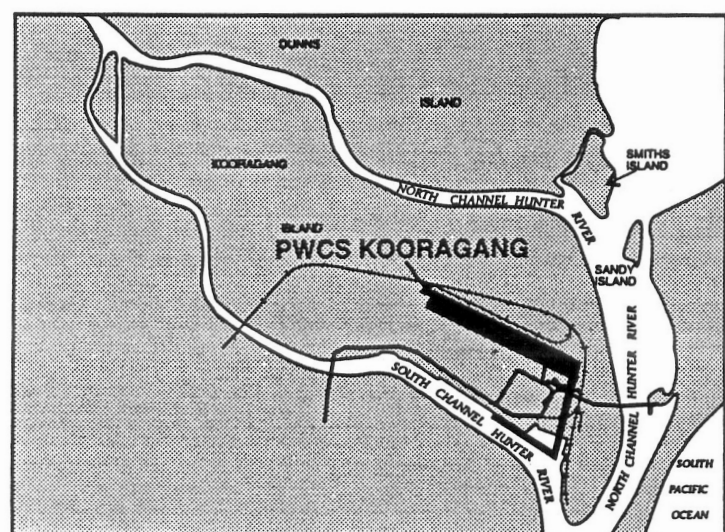 DUNNS
ISLAND
KOORAGANG
SMITHS
ISLAND
NORTH CHANNEL HUNTER RIVER
ISLAND
PWCS KOORAGANG
SANDY
ISLAND
NORTH CHANNEL HUNTER RIVER
SOUTH CHANNEL HUNTER RIVER
SOUTH
PACIFIC
OCEAN